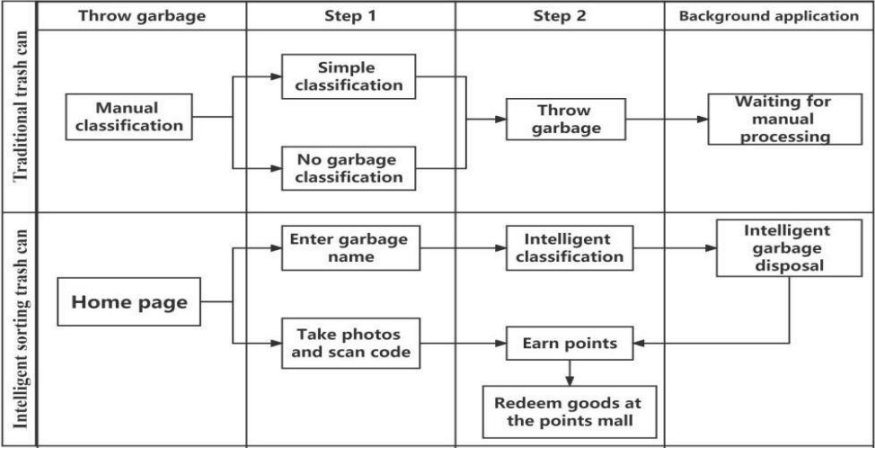 Throw garbage
Step 1
Step 2
Background application
Traditional trash can
Manual
classification
Simple
classification
No garbage
classification
Throw
garbage
Waiting for
manual
processing
Intelligent sorting trash can
Home page
Enter garbage
name
Intelligent
classification
Intelligent
garbage
disposal
Take photos
and scan code
Earn points
Redeem goods at
the points mall